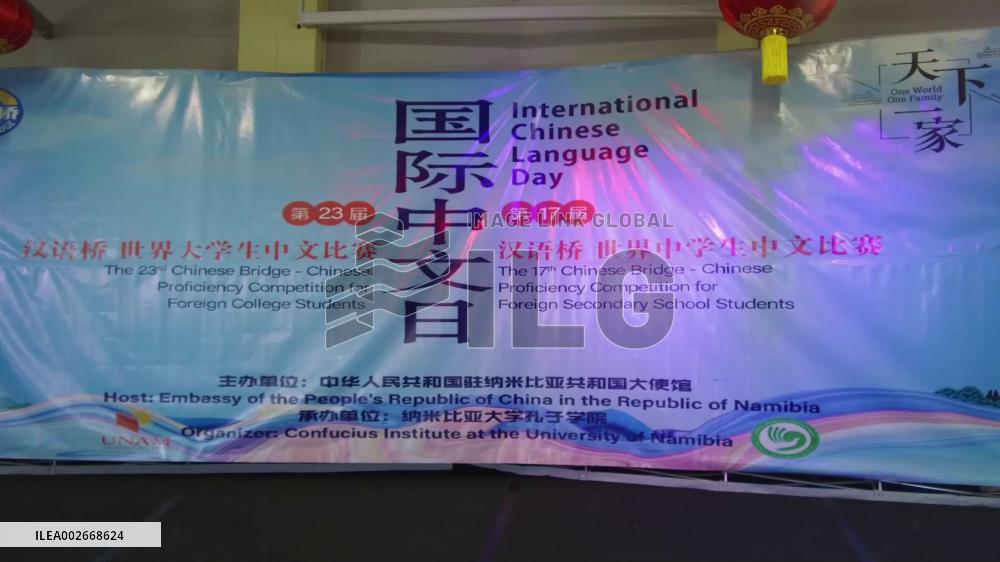 桥
天下一家
One World
One Family
国际中文日
International
Chinese
Language
Day
第 23 届
汉语桥 世界大学生中文比赛
The 23rd Chinese Bridge - Chinese
Proficiency Competition for
Foreign College Students
第 17 届
汉语桥 世界中学生中文比赛
The 17th Chinese Bridge - Chinese
Proficiency Competition for
Foreign Secondary School Students
IMAGE LINK GLOBAL
ILG
主办单位：中华人民共和国驻纳米比亚共和国大使馆
Host: Embassy of the People's Republic of China in the Republic of Namibia
承办单位：纳米比亚大学孔子学院
Organizer: Confucius Institute at the University of Namibia
UNAM
ILEA002668624